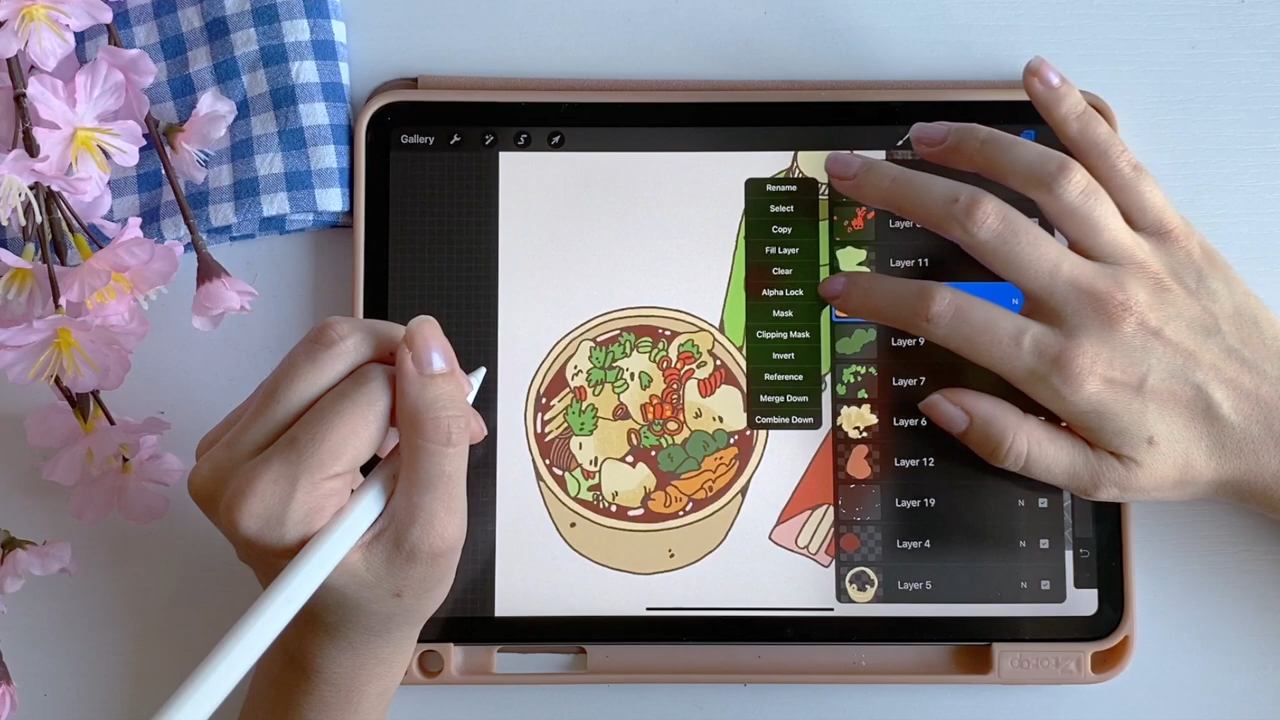 Gallery
Rename
Select
Copy
Fill Layer
Clear
Alpha Lock
Mask
Clipping Mask
Invert
Reference
Merge Down
Combine Down
Layer
Layer 11
N
Layer 9
Layer 7
Layer 6
Layer 12
Layer 19 N
Layer 4 N
Layer 5 N